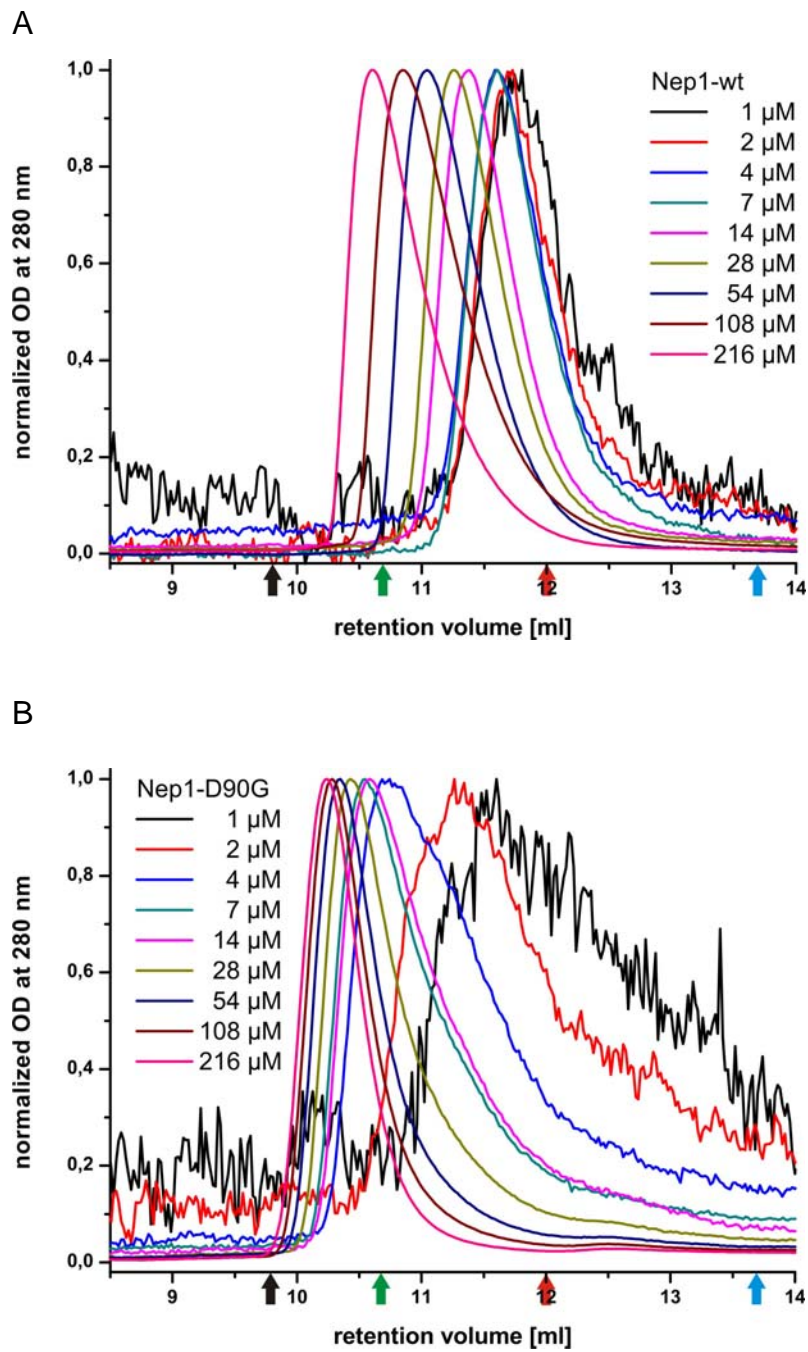 A
Nep1-wt
1 µM
2 µM
4 µM
7 µM
14 µM
28 µM
54 µM
108 µM
216 µM
normalized OD at 280 nm
1,0
0,8
0,6
0,4
0,2
0,0
9 10 11 12 13 14
retention volume [ml]
B
Nep1-D90G
1 µM
2 µM
4 µM
7 µM
14 µM
28 µM
54 µM
108 µM
216 µM
normalized OD at 280 nm
1,0
0,8
0,6
0,4
0,2
0,0
9 10 11 12 13 14
retention volume [ml]